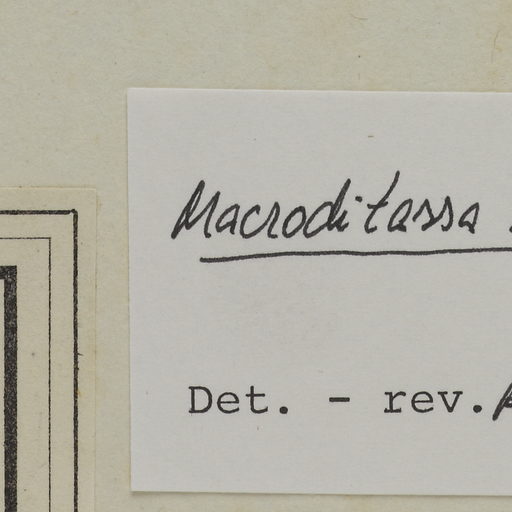 Macroditassa
Det. - rev.